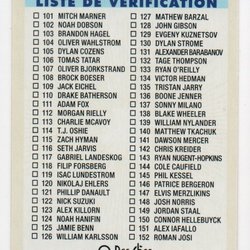 LISTE DE VÉRIFICATION
101 MITCH MARNER
102 NOAH DOBSON
103 BRANDON HAGEL
104 OLIVER WAHLSTROM
105 DYLAN COZENS
106 TOMAS TATAR
107 OLIVER BJORKSTRAND
108 BROCK BOESER
109 JACK EICHEL
110 DRAKE BATHERSON
111 ADAM FOX
112 MORGAN RIELLY
113 CHARLIE MCAVOY
114 T.J. OSHIE
115 ZACH HYMAN
116 SETH JARVIS
117 GABRIEL LANDESKOG
118 FILIP FORSBERG
119 ISAC LUNDESTROM
120 NIKOLAJ EHLERS
121 PHILLIP DANAULT
122 NICK SUZUKI
123 ALEX KILLORN
124 NOAH HANIFIN
125 JAMIE BENN
126 WILLIAM KARLSSON
127 MATHEW BARZAL
128 JOHN GIBSON
129 EVGENY KUZNETSOV
130 DYLAN STROME
131 ALEXANDER BARABANOV
132 TAGE THOMPSON
133 RYAN O'REILLY
134 VICTOR HEDMAN
135 TRISTAN JARRY
136 BOONE JENNER
137 SONNY MILANO
138 BLAKE WHEELER
139 WILLIAM NYLANDER
140 MATTHEW TKACHUK
141 DAWSON MERCER
142 CHRIS KREIDER
143 RYAN NUGENT-HOPKINS
144 COLE CAUFIELD
145 PHIL KESSEL
146 PATRICE BERGERON
147 ELVIS MERZLIKINS
148 JOSH NORRIS
149 JORDAN STAAL
150 CONNOR HELLEBUYCK
151 ALEX IAFALLO
152 ROMAN JOSI